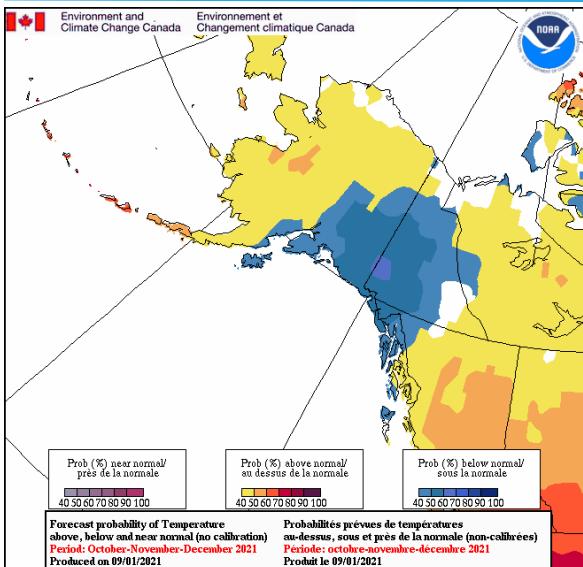 Environment and Environnement et
Climate Change Canada Changement climatique Canada
NOAA
Prob (%) near normal/
près de la normale
40 50 60 70 80 90 100
Prob (%) above normal/
au dessus de la normale
40 50 60 70 80 90 100
Prob (%) below normal/
sous la normale
40 50 60 70 80 90 100
Forecast probability of Temperature
above, below and near normal (no calibration)
Period: October-November-December 2021
Produced on 09/01/2021
Probabilités prévues de températures
au-dessus, sous et près de la normale (non-calibrées)
Période: octobre-novembre-décembre 2021
Produit le 09/01/2021